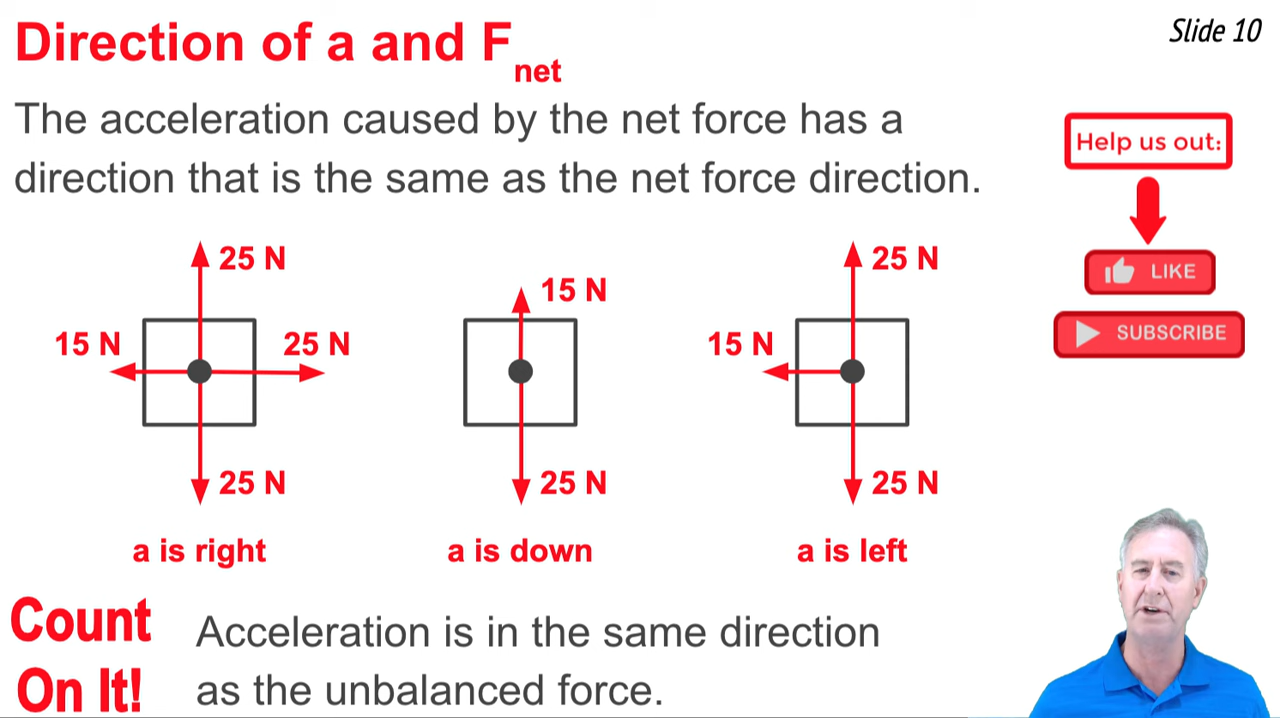 Slide 10
Direction of a and Fnet
The acceleration caused by the net force has a
direction that is the same as the net force direction.
Help us out:
LIKE
SUBSCRIBE
25 N
15 N
25 N
25 N
a is right
15 N
25 N
a is down
25 N
15 N
25 N
a is left
Count
On It!
Acceleration is in the same direction
as the unbalanced force.